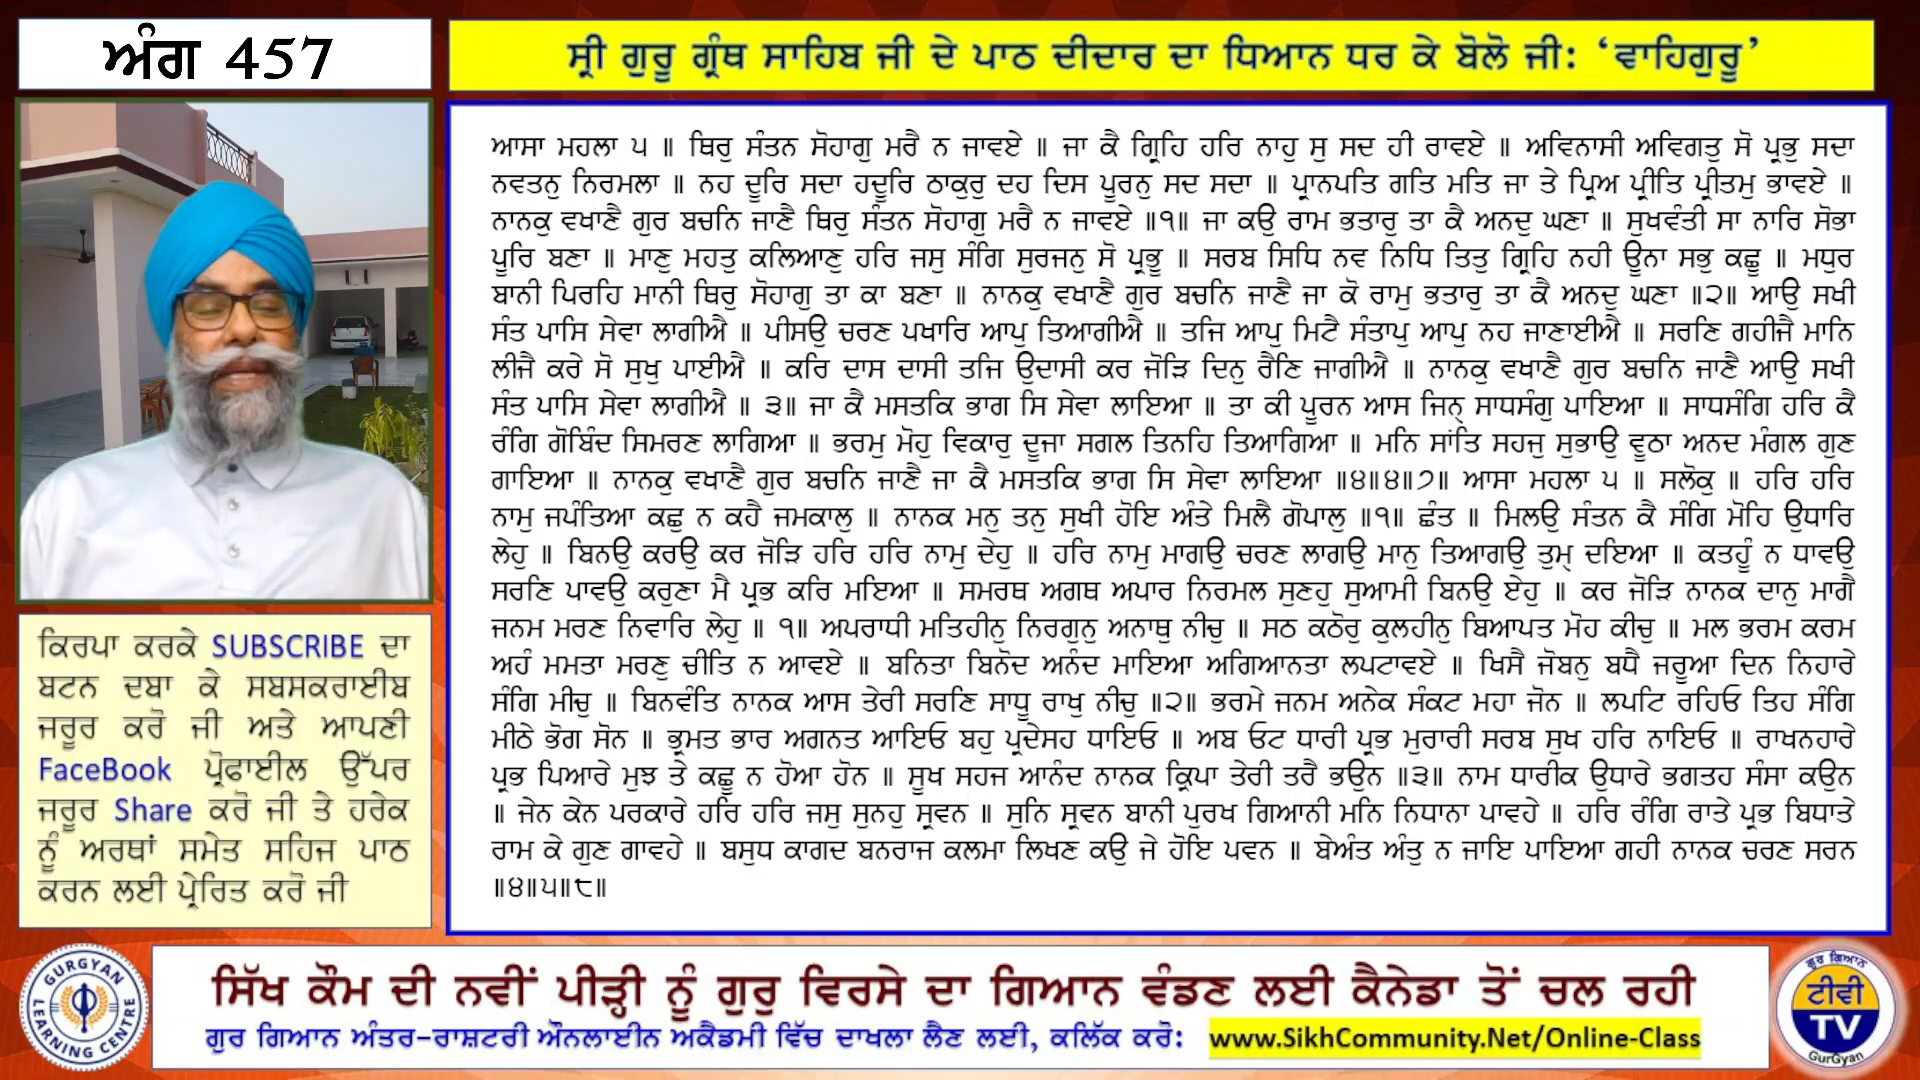 ਅੰਗ 457
ਸ੍ਰੀ ਗੁਰੂ ਗ੍ਰੰਥ ਸਾਹਿਬ ਜੀ ਦੇ ਪਾਠ ਦੀਦਾਰ ਦਾ ਧਿਆਨ ਧਰ ਕੇ ਬੋਲੋ ਜੀ: ‘ਵਾਹਿਗੁਰੂ’
ਆਸਾ ਮਹਲਾ ੫ ॥ ਥਿਰੁ ਸੰਤਨ ਸੋਹਾਗੁ ਮਰੈ ਨ ਜਾਵਏ ॥ ਜਾ ਕੈ ਗ੍ਰਿਹਿ ਹਰਿ ਨਾਹੁ ਸੁ ਸਦ ਹੀ ਰਾਵਏ ॥ ਅਵਿਨਾਸੀ ਅਵਿਗਤੁ ਸੋ ਪ੍ਰਭੁ ਸਦਾ
ਨਵਤਨੁ ਨਿਰਮਲਾ ॥ ਨਹ ਦੂਰਿ ਸਦਾ ਹਦੂਰਿ ਠਾਕੁਰੁ ਦਹ ਦਿਸ ਪੂਰਨੁ ਸਦ ਸਦਾ ॥ ਪ੍ਰਾਨਪਤਿ ਗਤਿ ਮਤਿ ਜਾ ਤੇ ਪ੍ਰਿਅ ਪ੍ਰੀਤਿ ਪ੍ਰੀਤਮੁ ਭਾਵਏ ॥
ਨਾਨਕੁ ਵਖਾਣੈ ਗੁਰ ਬਚਨਿ ਜਾਣੈ ਥਿਰੁ ਸੰਤਨ ਸੋਹਾਗੁ ਮਰੈ ਨ ਜਾਵਏ ॥੧॥ ਜਾ ਕਉ ਰਾਮ ਭਤਾਰੁ ਤਾ ਕੈ ਅਨਦੁ ਘਣਾ ॥ ਸੁਖਵੰਤੀ ਸਾ ਨਾਰਿ ਸੋਭਾ
ਪੂਰਿ ਬਣਾ ॥ ਮਾਣੁ ਮਹਤੁ ਕਲਿਆਣੁ ਹਰਿ ਜਸੁ ਸੰਗਿ ਸੁਰਜਨੁ ਸੋ ਪ੍ਰਭੂ ॥ ਸਰਬ ਸਿਧਿ ਨਵ ਨਿਧਿ ਤਿਤੁ ਗ੍ਰਿਹਿ ਨਹੀ ਊਨਾ ਸਭੁ ਕਛੂ ॥ ਮਧੁਰ
ਬਾਨੀ ਪਿਰਹਿ ਮਾਨੀ ਥਿਰੁ ਸੋਹਾਗੁ ਤਾ ਕਾ ਬਣਾ ॥ ਨਾਨਕੁ ਵਖਾਣੈ ਗੁਰ ਬਚਨਿ ਜਾਣੈ ਜਾ ਕੋ ਰਾਮੁ ਭਤਾਰੁ ਤਾ ਕੈ ਅਨਦੁ ਘਣਾ ॥੨॥ ਆਉ ਸਖੀ
ਸੰਤ ਪਾਸਿ ਸੇਵਾ ਲਾਗੀਐ ॥ ਪੀਸਉ ਚਰਣ ਪਖਾਰਿ ਆਪੁ ਤਿਆਗੀਐ ॥ ਤਜਿ ਆਪੁ ਮਿਟੈ ਸੰਤਾਪੁ ਆਪੁ ਨਹ ਜਾਣਾਈਐ ॥ ਸਰਣਿ ਗਹੀਜੈ ਮਾਨਿ
ਲੀਜੈ ਕਰੇ ਸੋ ਸੁਖੁ ਪਾਈਐ ॥ ਕਰਿ ਦਾਸ ਦਾਸੀ ਤਜਿ ਉਦਾਸੀ ਕਰ ਜੋੜਿ ਦਿਨੁ ਰੈਣਿ ਜਾਗੀਐ ॥ ਨਾਨਕੁ ਵਖਾਣੈ ਗੁਰ ਬਚਨਿ ਜਾਣੈ ਆਉ ਸਖੀ
ਸੰਤ ਪਾਸਿ ਸੇਵਾ ਲਾਗੀਐ ॥ ੩॥ ਜਾ ਕੈ ਮਸਤਕਿ ਭਾਗ ਸਿ ਸੇਵਾ ਲਾਇਆ ॥ ਤਾ ਕੀ ਪੂਰਨ ਆਸ ਜਿਨ੍ ਸਾਧਸੰਗੁ ਪਾਇਆ ॥ ਸਾਧਸੰਗਿ ਹਰਿ ਕੈ
ਰੰਗਿ ਗੋਬਿੰਦ ਸਿਮਰਣ ਲਾਗਿਆ ॥ ਭਰਮੁ ਮੋਹੁ ਵਿਕਾਰੁ ਦੂਜਾ ਸਗਲ ਤਿਨਹਿ ਤਿਆਗਿਆ ॥ ਮਨਿ ਸਾਂਤਿ ਸਹਜੁ ਸੁਭਾਉ ਵੂਠਾ ਅਨਦ ਮੰਗਲ ਗੁਣ
ਗਾਇਆ ॥ ਨਾਨਕੁ ਵਖਾਣੈ ਗੁਰ ਬਚਨਿ ਜਾਣੈ ਜਾ ਕੈ ਮਸਤਕਿ ਭਾਗ ਸਿ ਸੇਵਾ ਲਾਇਆ ॥੪॥੪॥੭॥ ਆਸਾ ਮਹਲਾ ੫ ॥ ਸਲੋਕੁ ॥ ਹਰਿ ਹਰਿ
ਨਾਮੁ ਜਪੰਤਿਆ ਕਛੁ ਨ ਕਹੈ ਜਮਕਾਲੁ ॥ ਨਾਨਕ ਮਨੁ ਤਨੁ ਸੁਖੀ ਹੋਇ ਅੰਤੇ ਮਿਲੈ ਗੋਪਾਲੁ ॥੧॥ ਛੰਤ ॥ ਮਿਲਉ ਸੰਤਨ ਕੈ ਸੰਗਿ ਮੋਹਿ ਉਧਾਰਿ
ਲੇਹੁ ॥ ਬਿਨਉ ਕਰਉ ਕਰ ਜੋੜਿ ਹਰਿ ਹਰਿ ਨਾਮੁ ਦੇਹੁ ॥ ਹਰਿ ਨਾਮੁ ਮਾਗਉ ਚਰਣ ਲਾਗਉ ਮਾਨੁ ਤਿਆਗਉ ਤੁਮ੍ ਦਇਆ ॥ ਕਤਹੂੰ ਨ ਧਾਵਉ
ਸਰਣਿ ਪਾਵਉ ਕਰੁਣਾ ਮੈ ਪ੍ਰਭ ਕਰਿ ਮਇਆ ॥ ਸਮਰਥ ਅਗਥ ਅਪਾਰ ਨਿਰਮਲ ਸੁਣਹੁ ਸੁਆਮੀ ਬਿਨਉ ਏਹੁ ॥ ਕਰ ਜੋੜਿ ਨਾਨਕ ਦਾਨੁ ਮਾਗੈ
ਜਨਮ ਮਰਣ ਨਿਵਾਰਿ ਲੇਹੁ ॥ ੧॥ ਅਪਰਾਧੀ ਮਤਿਹੀਨੁ ਨਿਰਗੁਨੁ ਅਨਾਥੁ ਨੀਚੁ ॥ ਸਠ ਕਠੋਰੁ ਕੁਲਹੀਨੁ ਬਿਆਪਤ ਮੋਹ ਕੀਚੁ ॥ ਮਲ ਭਰਮ ਕਰਮ
ਅਹੰ ਮਮਤਾ ਮਰਣੁ ਚੀਤਿ ਨ ਆਵਏ ॥ ਬਨਿਤਾ ਬਿਨੋਦ ਅਨੰਦ ਮਾਇਆ ਅਗਿਆਨਤਾ ਲਪਟਾਵਏ ॥ ਖਿਸੈ ਜੋਬਨੁ ਬਧੈ ਜਰੂਆ ਦਿਨ ਨਿਹਾਰੇ
ਸੰਗਿ ਮੀਚੁ ॥ ਬਿਨਵੰਤਿ ਨਾਨਕ ਆਸ ਤੇਰੀ ਸਰਣਿ ਸਾਧੂ ਰਾਖੁ ਨੀਚੁ ॥੨॥ ਭਰਮੇ ਜਨਮ ਅਨੇਕ ਸੰਕਟ ਮਹਾ ਜੋਨ ॥ ਲਪਟਿ ਰਹਿਓ ਤਿਹ ਸੰਗਿ
ਮੀਠੇ ਭੋਗ ਸੋਨ ॥ ਭ੍ਰਮਤ ਭਾਰ ਅਗਨਤ ਆਇਓ ਬਹੁ ਪ੍ਰਦੇਸਹ ਧਾਇਓ ॥ ਅਬ ਓਟ ਧਾਰੀ ਪ੍ਰਭ ਮੁਰਾਰੀ ਸਰਬ ਸੁਖ ਹਰਿ ਨਾਇਓ ॥ ਰਾਖਨਹਾਰੇ
ਪ੍ਰਭ ਪਿਆਰੇ ਮੁਝ ਤੇ ਕਛੂ ਨ ਹੋਆ ਹੋਨ ॥ ਸੂਖ ਸਹਜ ਆਨੰਦ ਨਾਨਕ ਕ੍ਰਿਪਾ ਤੇਰੀ ਤਰੈ ਭਉਨ ॥੩॥ ਨਾਮ ਧਾਰੀਕ ਉਧਾਰੇ ਭਗਤਹ ਸੰਸਾ ਕਉਨ
॥ ਜੇਨ ਕੇਨ ਪਰਕਾਰੇ ਹਰਿ ਹਰਿ ਜਸੁ ਸੁਨਹੁ ਸ੍ਰਵਨ ॥ ਸੁਨਿ ਸ੍ਰਵਨ ਬਾਨੀ ਪੁਰਖ ਗਿਆਨੀ ਮਨਿ ਨਿਧਾਨਾ ਪਾਵਹੇ ॥ ਹਰਿ ਰੰਗਿ ਰਾਤੇ ਪ੍ਰਭ ਬਿਧਾਤੇ
ਰਾਮ ਕੇ ਗੁਣ ਗਾਵਹੇ ॥ ਬਸੁਧ ਕਾਗਦ ਬਨਰਾਜ ਕਲਮਾ ਲਿਖਣ ਕਉ ਜੇ ਹੋਇ ਪਵਨ ॥ ਬੇਅੰਤ ਅੰਤੁ ਨ ਜਾਇ ਪਾਇਆ ਗਹੀ ਨਾਨਕ ਚਰਣ ਸਰਨ
॥੪॥੫॥੮॥
ਕਿਰਪਾ ਕਰਕੇ SUBSCRIBE ਦਾ
ਬਟਨ ਦਬਾ ਕੇ ਸਬਸਕਰਾਈਬ
ਜਰੂਰ ਕਰੋ ਜੀ ਅਤੇ ਆਪਣੀ
FaceBook ਪ੍ਰੋਫਾਈਲ ਉੱਪਰ
ਜਰੂਰ Share ਕਰੋ ਜੀ ਤੇ ਹਰੇਕ
ਨੂੰ ਅਰਥਾਂ ਸਮੇਤ ਸਹਿਜ ਪਾਠ
ਕਰਨ ਲਈ ਪ੍ਰੇਰਿਤ ਕਰੋ ਜੀ
ਸਿੱਖ ਕੌਮ ਦੀ ਨਵੀਂ ਪੀੜ੍ਹੀ ਨੂੰ ਗੁਰੁ ਵਿਰਸੇ ਦਾ ਗਿਆਨ ਵੰਡਣ ਲਈ ਕੈਨੇਡਾ ਤੋਂ ਚਲ ਰਹੀ
ਗੁਰ ਗਿਆਨ ਅੰਤਰ-ਰਾਸ਼ਟਰੀ ਔਨਲਾਈਨ ਅਕੈਡਮੀ ਵਿੱਚ ਦਾਖਲਾ ਲੈਣ ਲਈ, ਕਲਿੱਕ ਕਰੋ: www.SikhCommunity.Net/Online-Class
GURGYAN
LEARNING CENTRE
ਗੁਰ ਗਿਆਨ
ਟੀਵੀ
TV
GurGyan